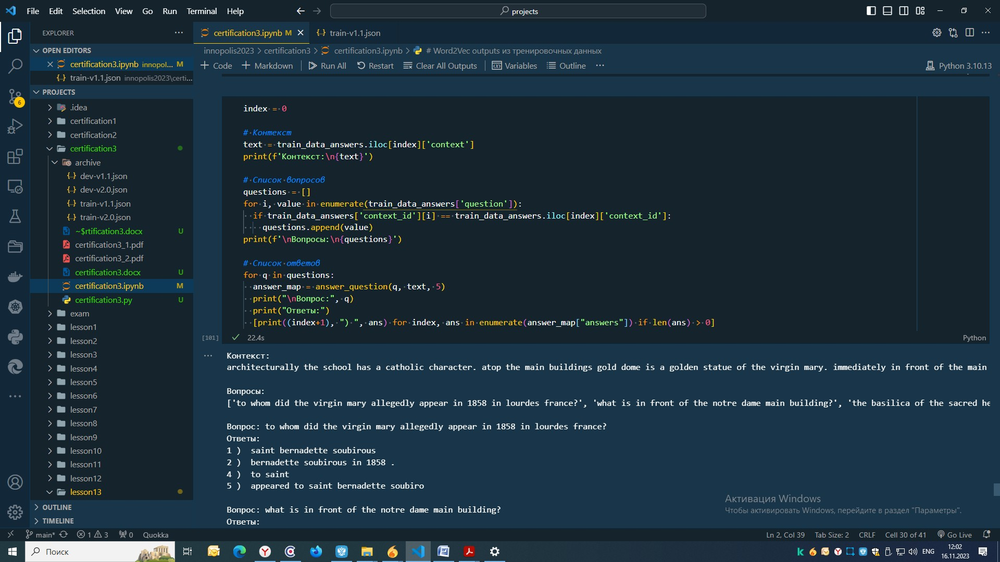 File Edit Selection View Go Run Terminal Help
projects
EXPLORER
certification3.ipynb M
train-v1.1.json
OPEN EDITORS
certification3.ipynb innopol... M
train-v1.1.json innopolis2023\certi...
PROJECTS
.idea
certification1
certification2
certification3
archive
dev-v1.1.json
dev-v2.0.json
train-v1.1.json
train-v2.0.json
~$rtification3.docx U
certification3_1.pdf
certification3_2.pdf
certification3.docx U
certification3.ipynb M
certification3.py U
exam
lesson1
lesson2
lesson3
lesson4
lesson5
lesson6
lesson7
lesson8
lesson9
lesson10
lesson11
lesson12
lesson13
OUTLINE
TIMELINE
innopolis2023 > certification3 > certification3.ipynb > # Word2Vec outputs из тренировочных данных
+ Code + Markdown Run All Restart Clear All Outputs Variables Outline ... Python 3.10.13
index = 0
# Контекст
text = train_data_answers.iloc[index]['context']
print(f'Контекст:\n{text}')
# Список вопросов
questions = []
for i, value in enumerate(train_data_answers['question']):
if train_data_answers['context_id'][i] == train_data_answers.iloc[index]['context_id']:
questions.append(value)
print(f'\nВопросы:\n{questions}')
# Список ответов
for q in questions:
answer_map = answer_question(q, text, 5)
print("\nВопрос:", q)
print("Ответы:")
[print((index+1), ") ", ans) for index, ans in enumerate(answer_map["answers"]) if len(ans) > 0]
[101] 22.4s Python
Контекст:
architecturally the school has a catholic character. atop the main buildings gold dome is a golden statue of the virgin mary. immediately in front of the main
Вопросы:
['to whom did the virgin mary allegedly appear in 1858 in lourdes france?', 'what is in front of the notre dame main building?', 'the basilica of the sacred he
Вопрос: to whom did the virgin mary allegedly appear in 1858 in lourdes france?
Ответы:
1 ) saint bernadette soubirous
2 ) bernadette soubirous in 1858 .
4 ) to saint
5 ) appeared to saint bernadette soubiro
Вопрос: what is in front of the notre dame main building?
Ответы:
Активация Windows
Чтобы активировать Windows, перейдите в раздел "Параметры".
6
main* 1 3 0 Quokka Ln 2, Col 39 Tab Size: 2 CRLF Cell 30 of 41 Go Live
Поиск
ENG
12:02
16.11.2023